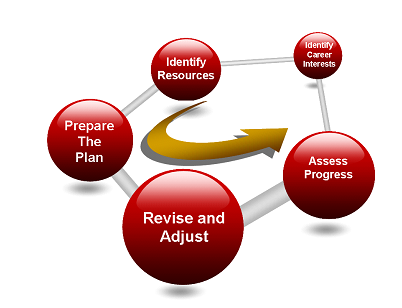 Identify
Career
Interests
Identify
Resources
Prepare
The
Plan
Revise and
Adjust
Assess
Progress